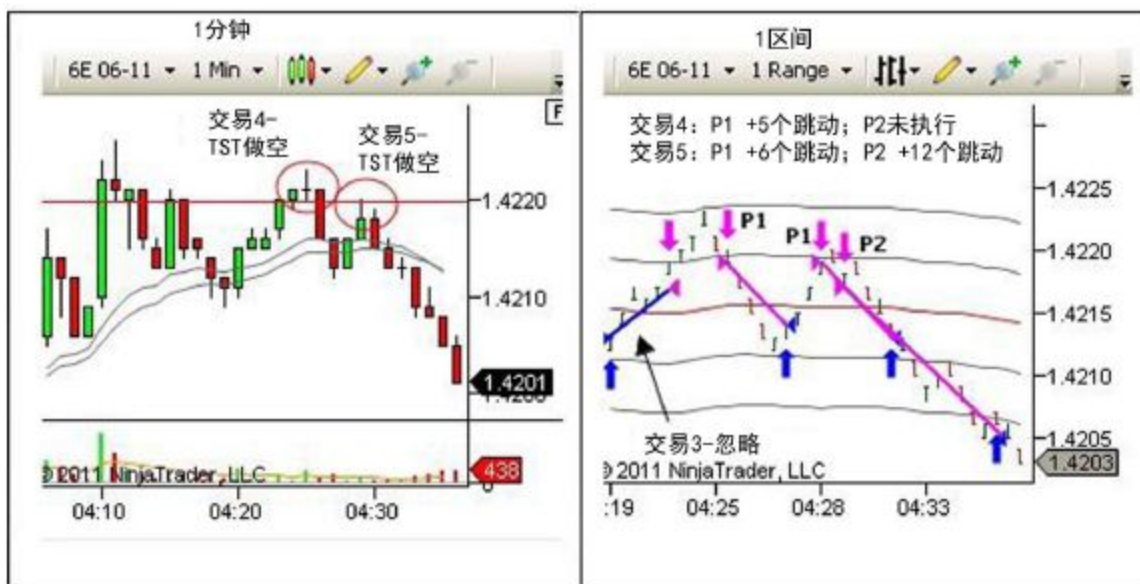 1分钟
6E 06-11 1 Min
F
交易4-
TST做空
交易5-
TST做空
1.4220
1.4210
1.4201
1.4200
438
0
© 2011 NinjaTrader, LLC
04:10 04:20 04:30
1区间
6E 06-11 1 Range
交易4：P1 +5个跳动；P2未执行
交易5：P1 +6个跳动；P2 +12个跳动
1.4225
P1 P1 P2
1.4220
1.4215
1.4210
交易3-忽略
1.4205
1.4203
© 2011 NinjaTrader, LLC
:19 04:25 04:28 04:33